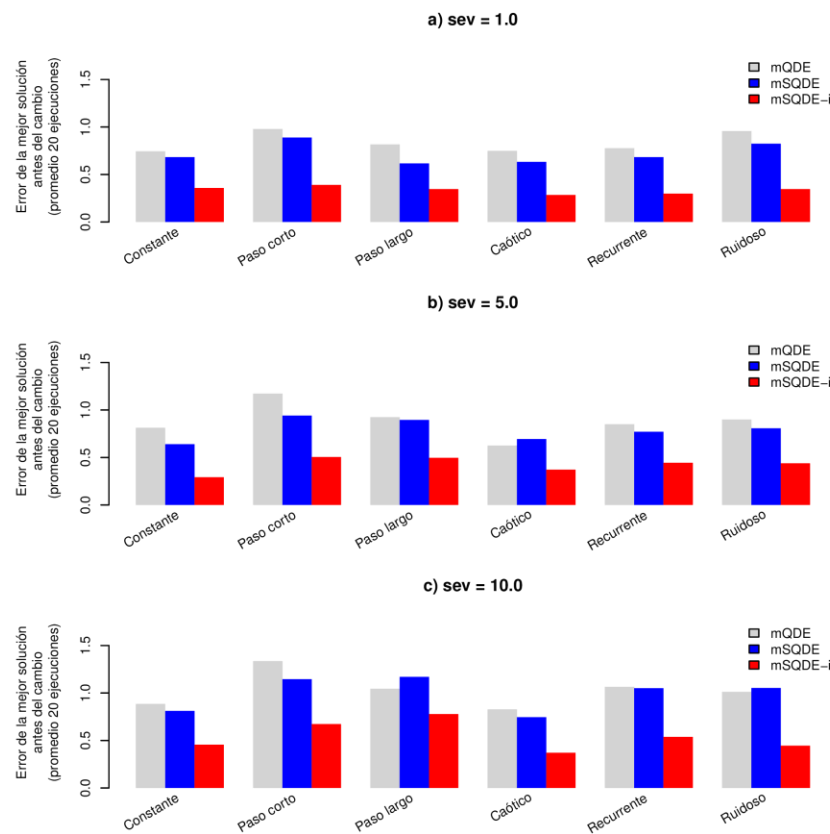 a) sev = 1.0
Error de la mejor solución
antes del cambio
(promedio 20 ejecuciones)
1.5
1.0
0.5
0.0
mQDE
mSQDE
mSQDE-i
Constante
Paso corto
Paso largo
Caótico
Recurrente
Ruidoso
b) sev = 5.0
Error de la mejor solución
antes del cambio
(promedio 20 ejecuciones)
1.5
1.0
0.5
0.0
mQDE
mSQDE
mSQDE-i
Constante
Paso corto
Paso largo
Caótico
Recurrente
Ruidoso
c) sev = 10.0
Error de la mejor solución
antes del cambio
(promedio 20 ejecuciones)
1.5
1.0
0.5
0.0
mQDE
mSQDE
mSQDE-i
Constante
Paso corto
Paso largo
Caótico
Recurrente
Ruidoso